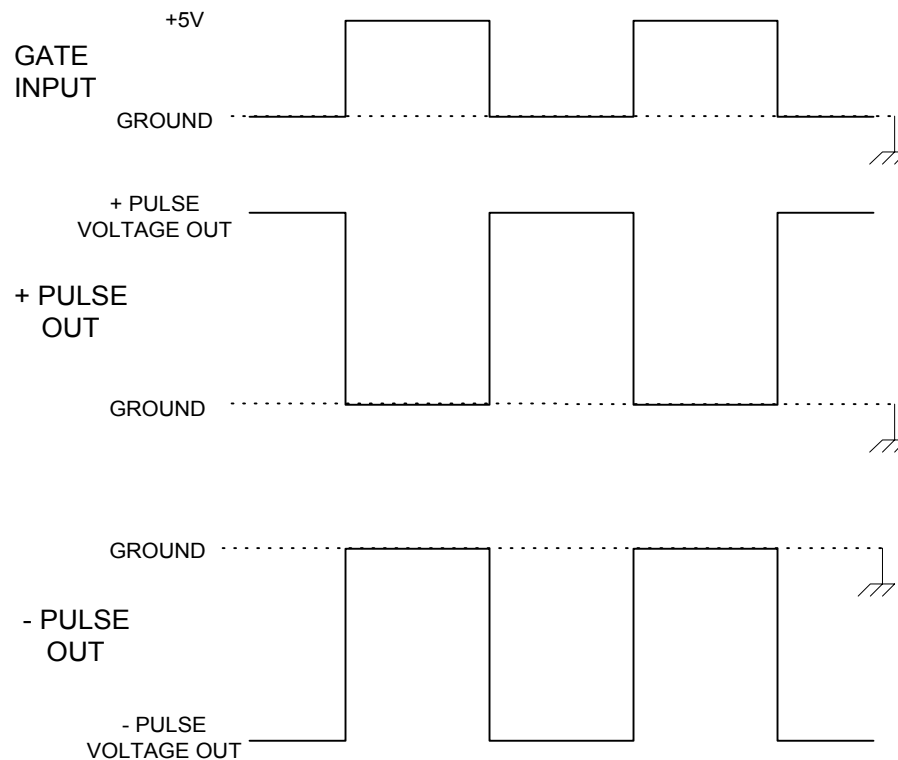 +5V
GATE
INPUT
GROUND
+ PULSE
VOLTAGE OUT
+ PULSE
OUT
GROUND
GROUND
- PULSE
OUT
- PULSE
VOLTAGE OUT